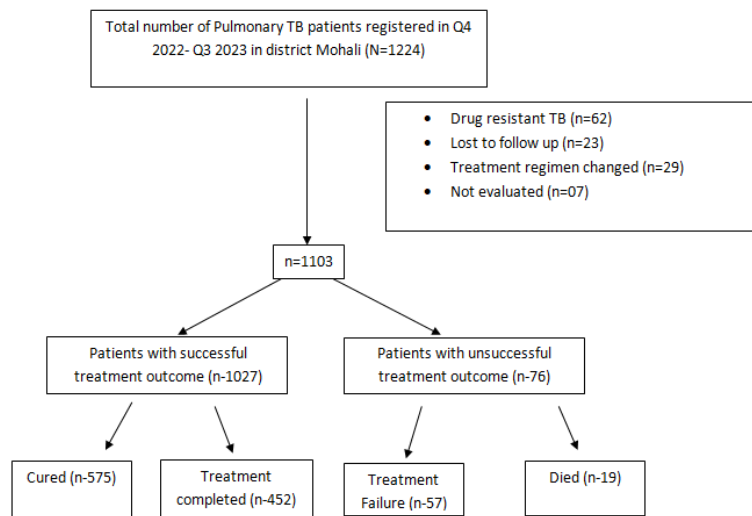 Total number of Pulmonary TB patients registered in Q4
2022- Q3 2023 in district Mohali (N=1224)
• Drug resistant TB (n=62)
• Lost to follow up (n=23)
• Treatment regimen changed (n=29)
• Not evaluated (n=07)
n=1103
Patients with successful
treatment outcome (n-1027)
Patients with unsuccessful
treatment outcome (n-76)
Cured (n-575)
Treatment
completed (n-452)
Treatment
Failure (n-57)
Died (n-19)